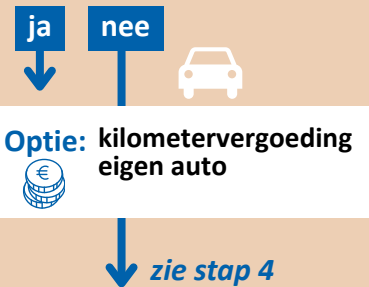 ja nee
Optie: kilometervergoeding
eigen auto
€
zie stap 4